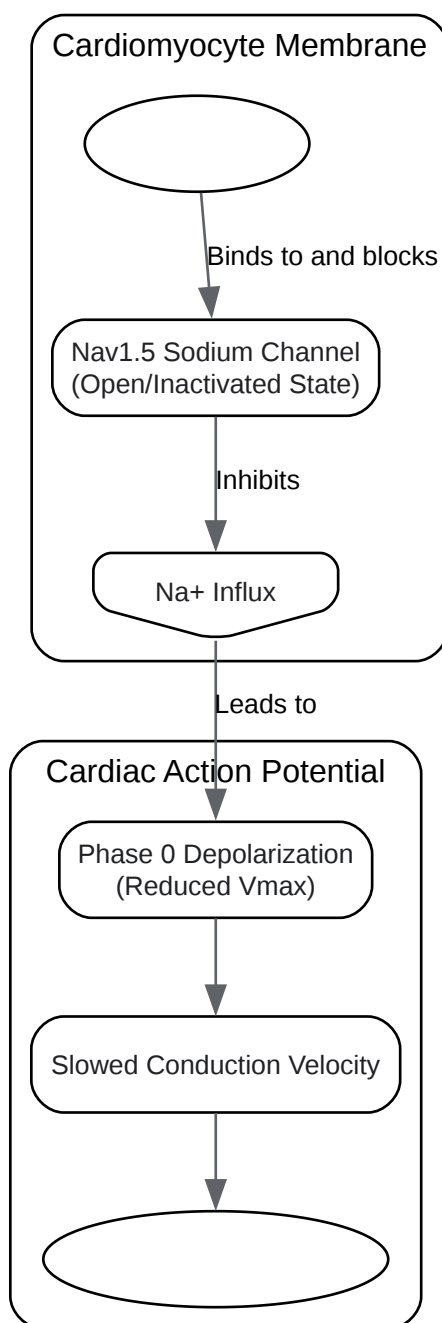 Cardiomyocyte Membrane
Binds to and blocks
Nav1.5 Sodium Channel
(Open/Inactivated State)
Inhibits
Na+ Influx
Leads to
Cardiac Action Potential
Phase 0 Depolarization
(Reduced Vmax)
Slowed Conduction Velocity